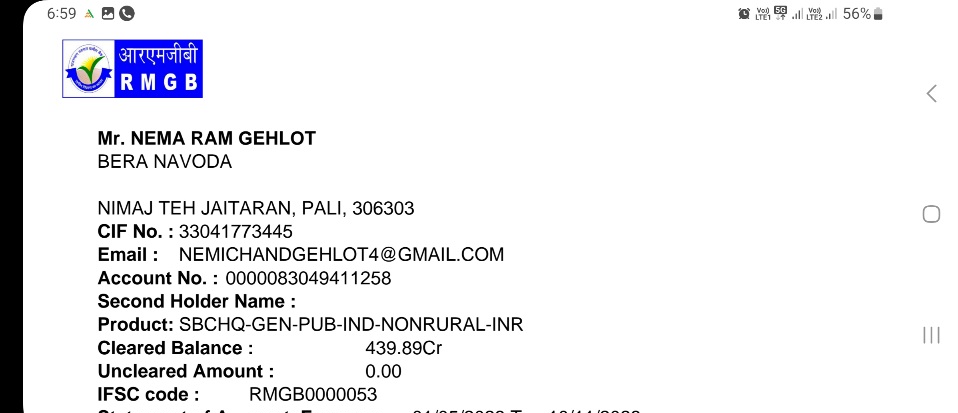 6:59
Vo)) LTE1 5G Vo)) LTE2 56%
आरएमजीबी
RMGB
Mr. NEMA RAM GEHLOT
BERA NAVODA
NIMAJ TEH JAITARAN, PALI, 306303
CIF No. : 33041773445
Email : NEMICHANDGEHLOT4@GMAIL.COM
Account No. : 0000083049411258
Second Holder Name :
Product: SBCHQ-GEN-PUB-IND-NONRURAL-INR
Cleared Balance : 439.89Cr
Uncleared Amount : 0.00
IFSC code : RMGB0000053